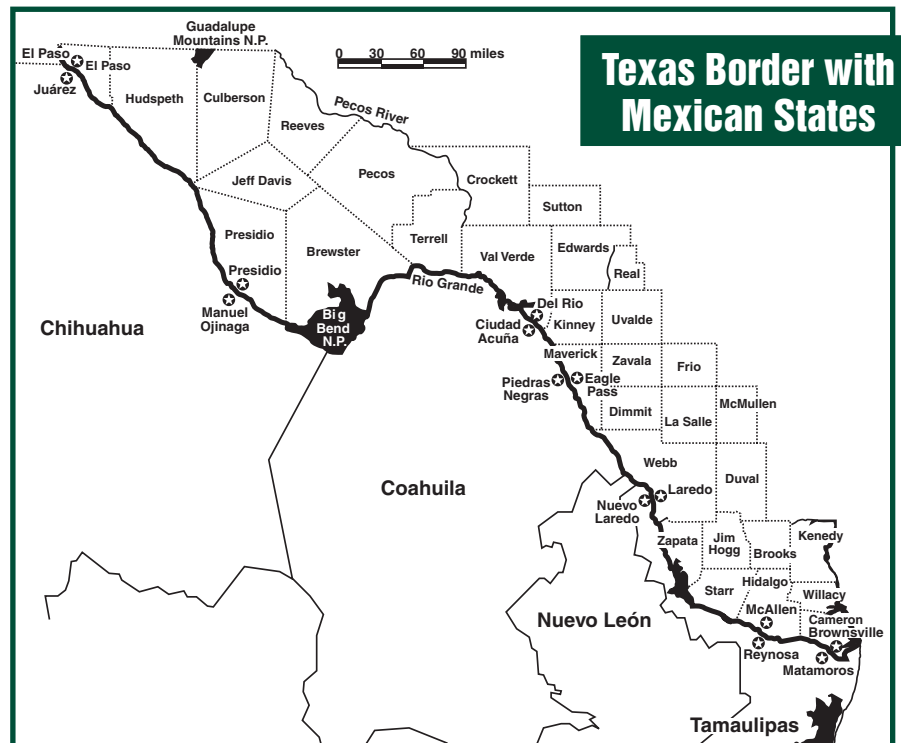 Guadalupe
Mountains N.P.
0 30 60 90 miles
Texas Border with
Mexican States
El Paso
El Paso
Juárez
Hudspeth
Culberson
Pecos River
Reeves
Jeff Davis
Pecos
Crockett
Sutton
Presidio
Brewster
Terrell
Val Verde
Edwards
Real
Presidio
Manuel
Ojinaga
Rio Grande
Big
Bend
N.P.
Del Rio
Ciudad
Acuña
Kinney
Uvalde
Chihuahua
Maverick
Zavala
Frio
Piedras
Negras
Eagle
Pass
Dimmit
La Salle
McMullen
Webb
Duval
Coahuila
Laredo
Nuevo
Laredo
Zapata
Jim
Hogg
Brooks
Kenedy
Starr
Hidalgo
Willacy
Nuevo León
McAllen
Cameron
Brownsville
Reynosa
Matamoros
Tamaulipas